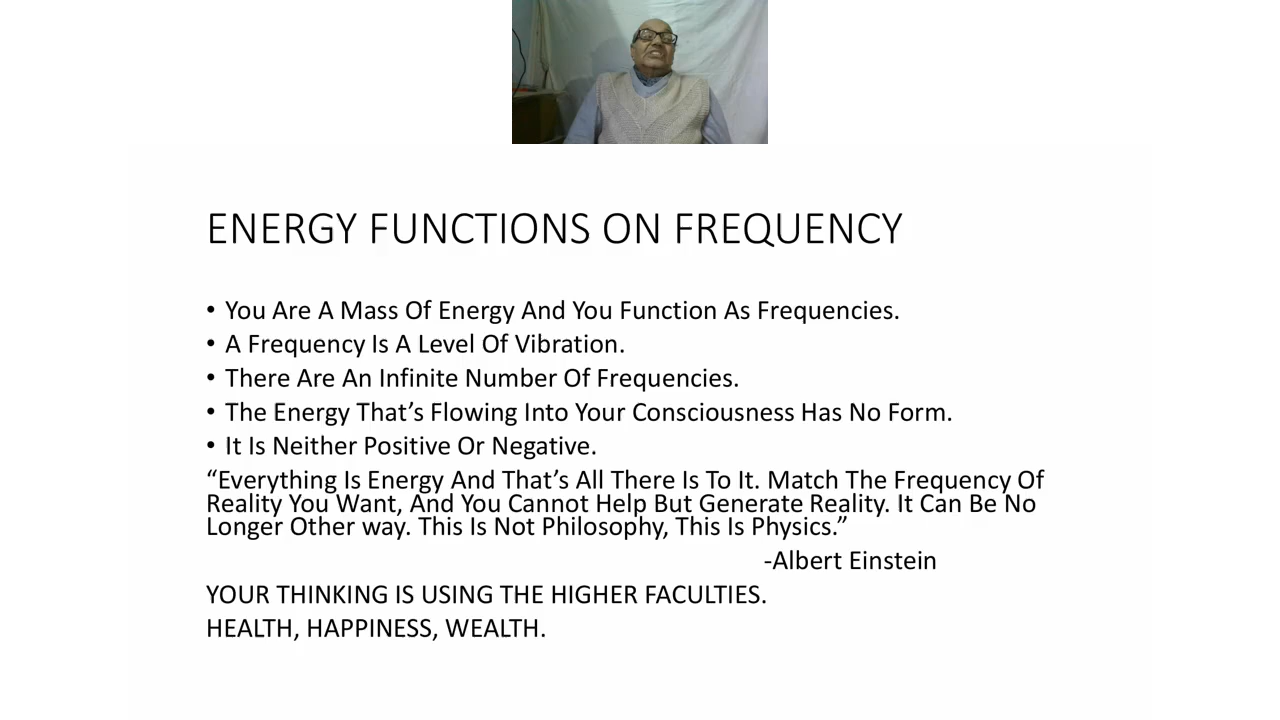 ENERGY FUNCTIONS ON FREQUENCY
• You Are A Mass Of Energy And You Function As Frequencies.
• A Frequency Is A Level Of Vibration.
• There Are An Infinite Number Of Frequencies.
• The Energy That’s Flowing Into Your Consciousness Has No Form.
• It Is Neither Positive Or Negative.
“Everything Is Energy And That’s All There Is To It. Match The Frequency Of
Reality You Want, And You Cannot Help But Generate Reality. It Can Be No
Longer Other way. This Is Not Philosophy, This Is Physics.”
-Albert Einstein
YOUR THINKING IS USING THE HIGHER FACULTIES.
HEALTH, HAPPINESS, WEALTH.